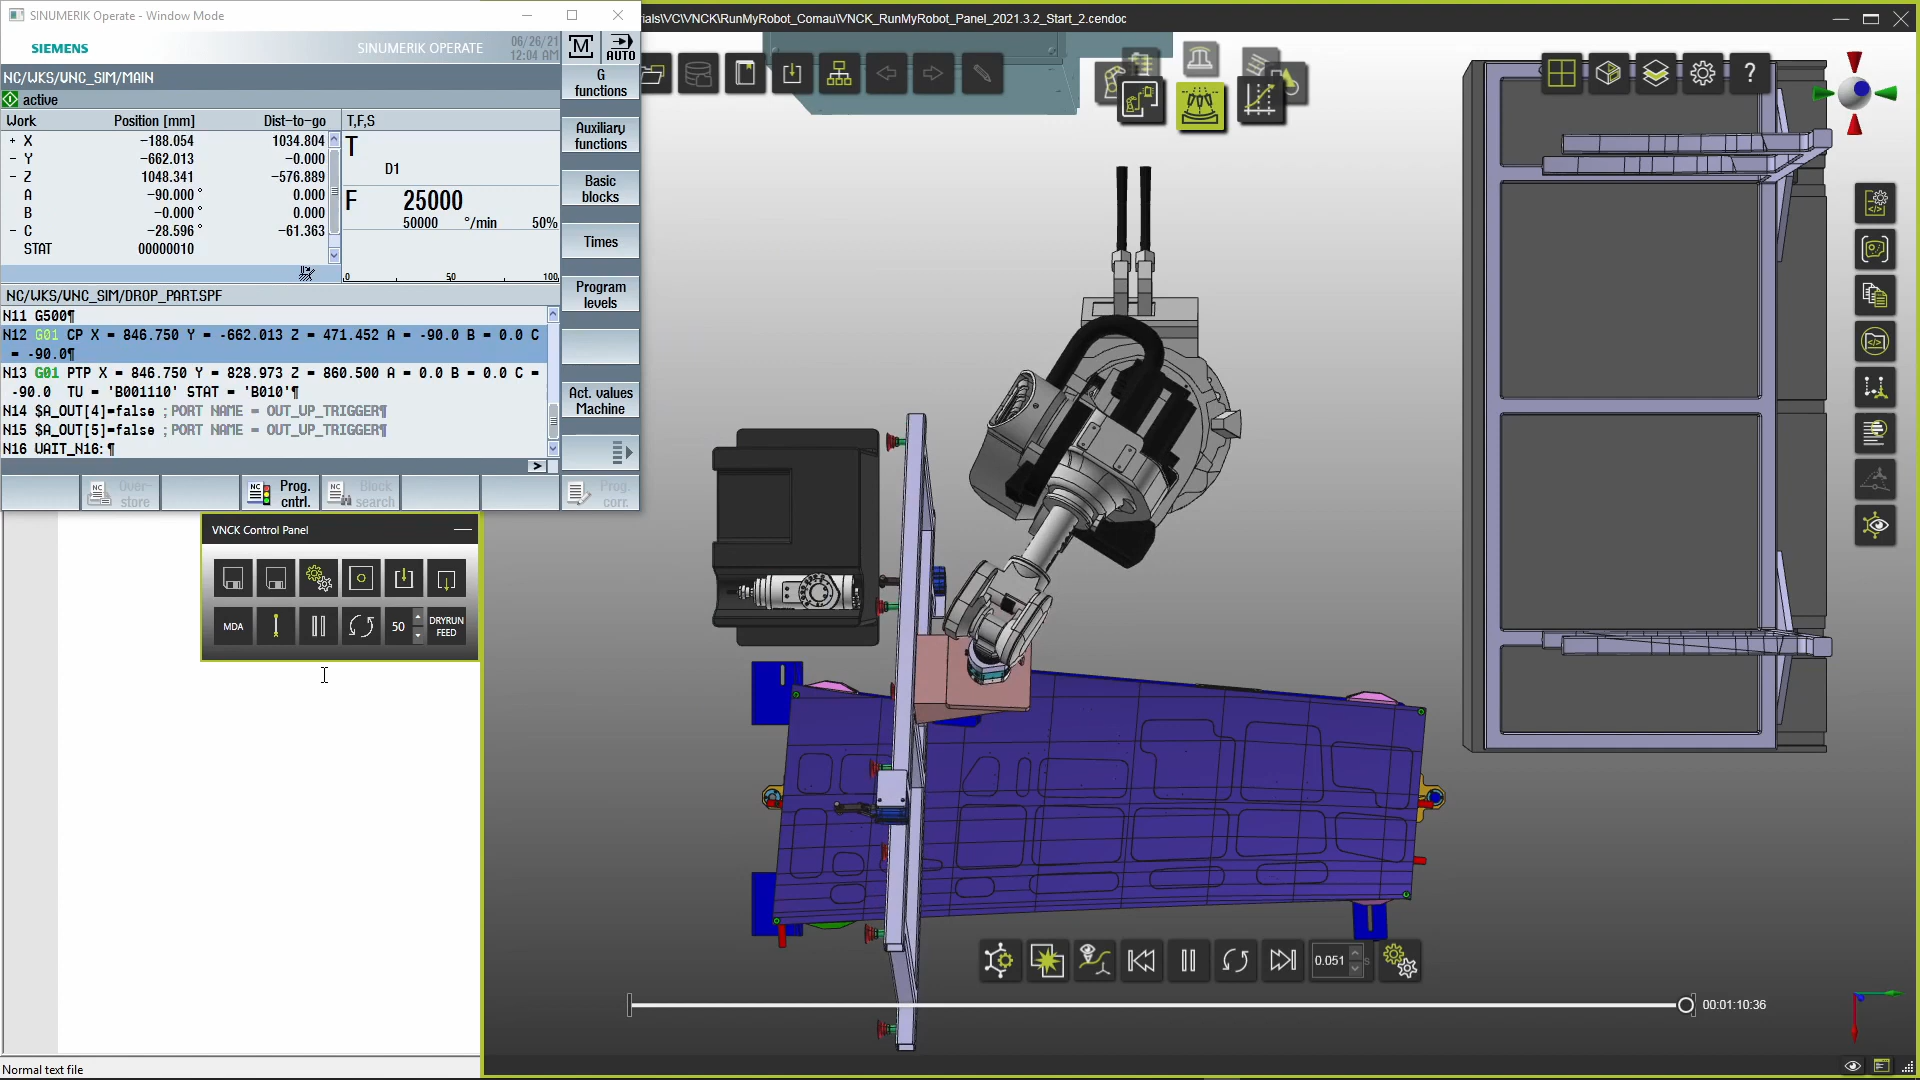 SINUMERIK Operate - Window Mode
SIEMENS
SINUMERIK OPERATE
06/26/21
12:04 AM
M
AUTO
NC/WKS/VNC_SIM/MAIN
active
Work Position [mm] Dist-to-go T,F,S
+ X -188.054 1034.804
- Y -662.013 -0.000
- Z 1048.341 -576.889
A -90.000 ° 0.000
B -0.000 ° 0.000
- C -28.596 ° -61.363
STAT 00000010
T
D1
F 25000
50000 °/min 50%
0 50 100
G functions
Auxiliary functions
Basic blocks
Times
Program levels
Act. values Machine
NC/WKS/VNC_SIM/DROP_PART.SPF
N11 G500¶
N12 G01 CP X = 846.750 Y = -662.013 Z = 471.452 A = -90.0 B = 0.0 C
= -90.0¶
N13 G01 PTP X = 846.750 Y = 828.973 Z = 860.500 A = 0.0 B = 0.0 C =
-90.0 TU = 'B001110' STAT = 'B010'¶
N14 $A_OUT[4]=false ;PORT NAME = OUT_UP_TRIGGER¶
N15 $A_OUT[5]=false ;PORT NAME = OUT_UP_TRIGGER¶
N16 WAIT_N16:¶
>
NC Over-store
NC Prog. cntrl.
NC Block search
Prog. corr.
VNCK Control Panel
MDA
50
DRYRUN FEED
Normal text file
ials\VC\VNCK\RunMyRobot_Comau\VNCK_RunMyRobot_Panel_2021.3.2_Start_2.cendoc
?
0.051 s
00:01:10:36